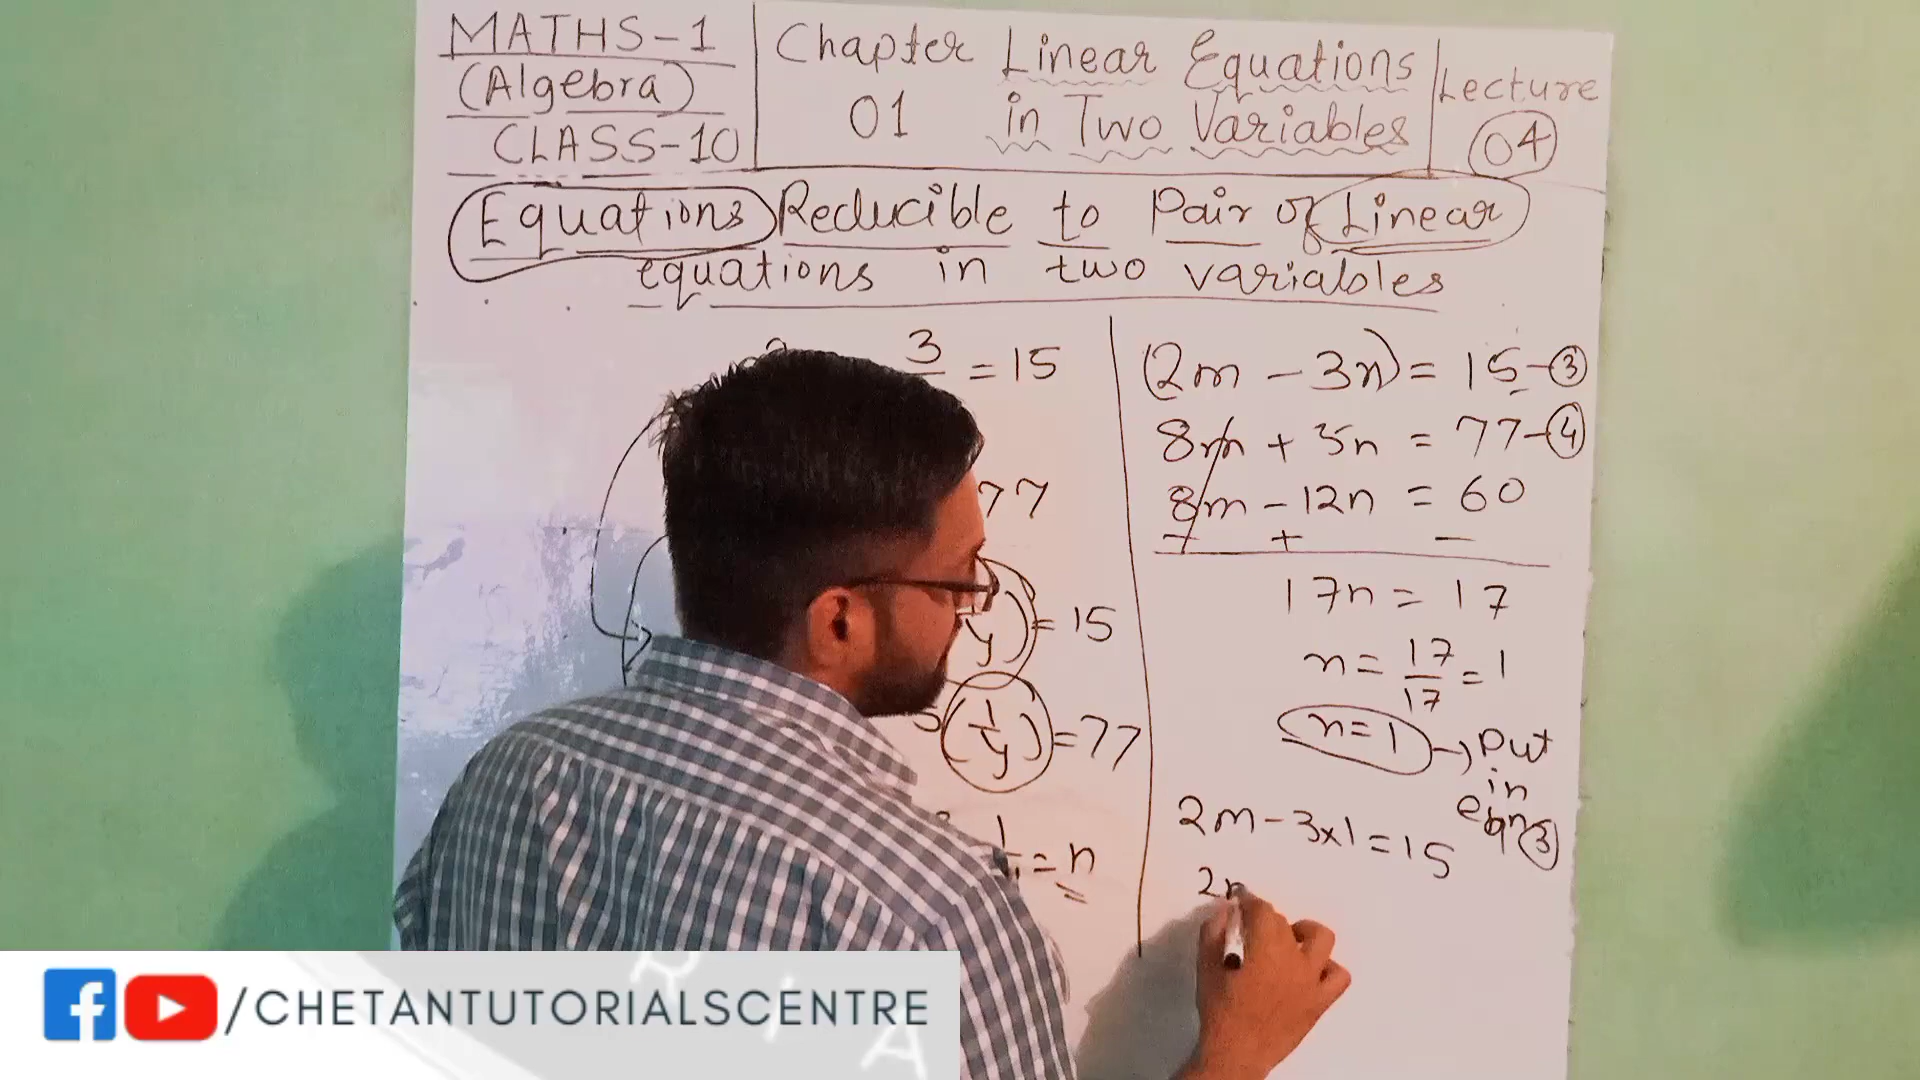 MATHS-1
(Algebra)
CLASS-10
Chapter
01
Linear Equations
in Two Variables
Lecture
04
Equations Reducible to Pair of Linear
equations in two variables
3
= 15
77
y) = 15
(1/y) = 77
1
= n
(2m - 3n) = 15 - ③
8m + 5n = 77 - ④
8m - 12n = 60
- + -
17n = 17
n = 17/17 = 1
n = 1 → Put
in
eqn ③
2m - 3x1 = 15
2m
/CHETANTUTORIALSCENTRE